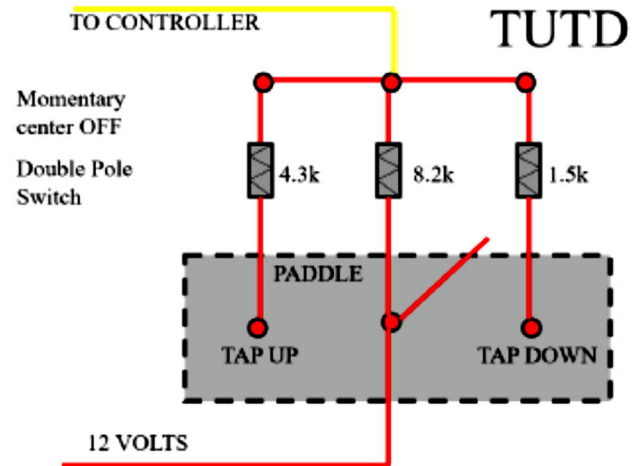 TO CONTROLLER
TUTD
Momentary
center OFF
Double Pole
Switch
4.3k
8.2k
1.5k
PADDLE
TAP UP
TAP DOWN
12 VOLTS